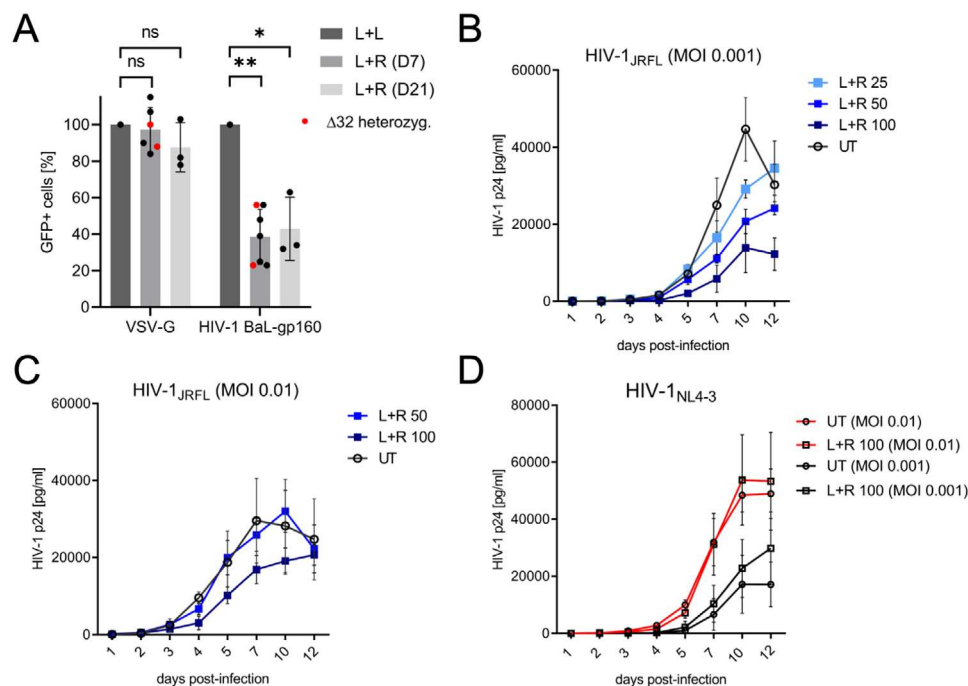 A
ns
ns
*
**
L+L
L+R (D7)
L+R (D21)
Δ32 heterozyg.
GFP+ cells [%]
100
80
60
40
20
0
VSV-G
HIV-1 BaL-gp160
B
HIV-1JRFL (MOI 0.001)
HIV-1 p24 [pg/ml]
60000
40000
20000
0
1
2
3
4
5
7
10
12
days post-infection
L+R 25
L+R 50
L+R 100
UT
C
HIV-1JRFL (MOI 0.01)
HIV-1 p24 [pg/ml]
60000
40000
20000
0
1
2
3
4
5
7
10
12
days post-infection
L+R 50
L+R 100
UT
D
HIV-1NL4-3
HIV-1 p24 [pg/ml]
80000
60000
40000
20000
0
1
2
3
4
5
7
10
12
days post-infection
UT (MOI 0.01)
L+R 100 (MOI 0.01)
UT (MOI 0.001)
L+R 100 (MOI 0.001)